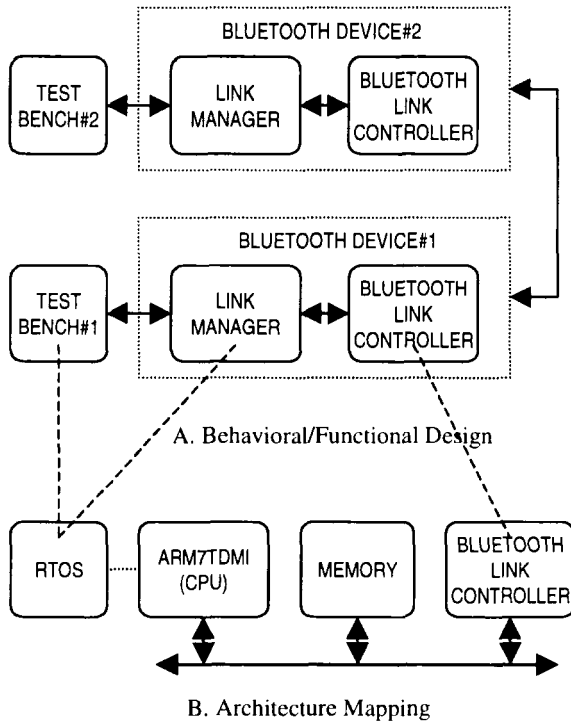 BLUETOOTH DEVICE#2
TEST
BENCH#2
LINK
MANAGER
BLUETOOTH
LINK
CONTROLLER
BLUETOOTH DEVICE#1
TEST
BENCH#1
LINK
MANAGER
BLUETOOTH
LINK
CONTROLLER
A. Behavioral/Functional Design
RTOS
ARM7TDMI
(CPU)
MEMORY
BLUETOOTH
LINK
CONTROLLER
B. Architecture Mapping